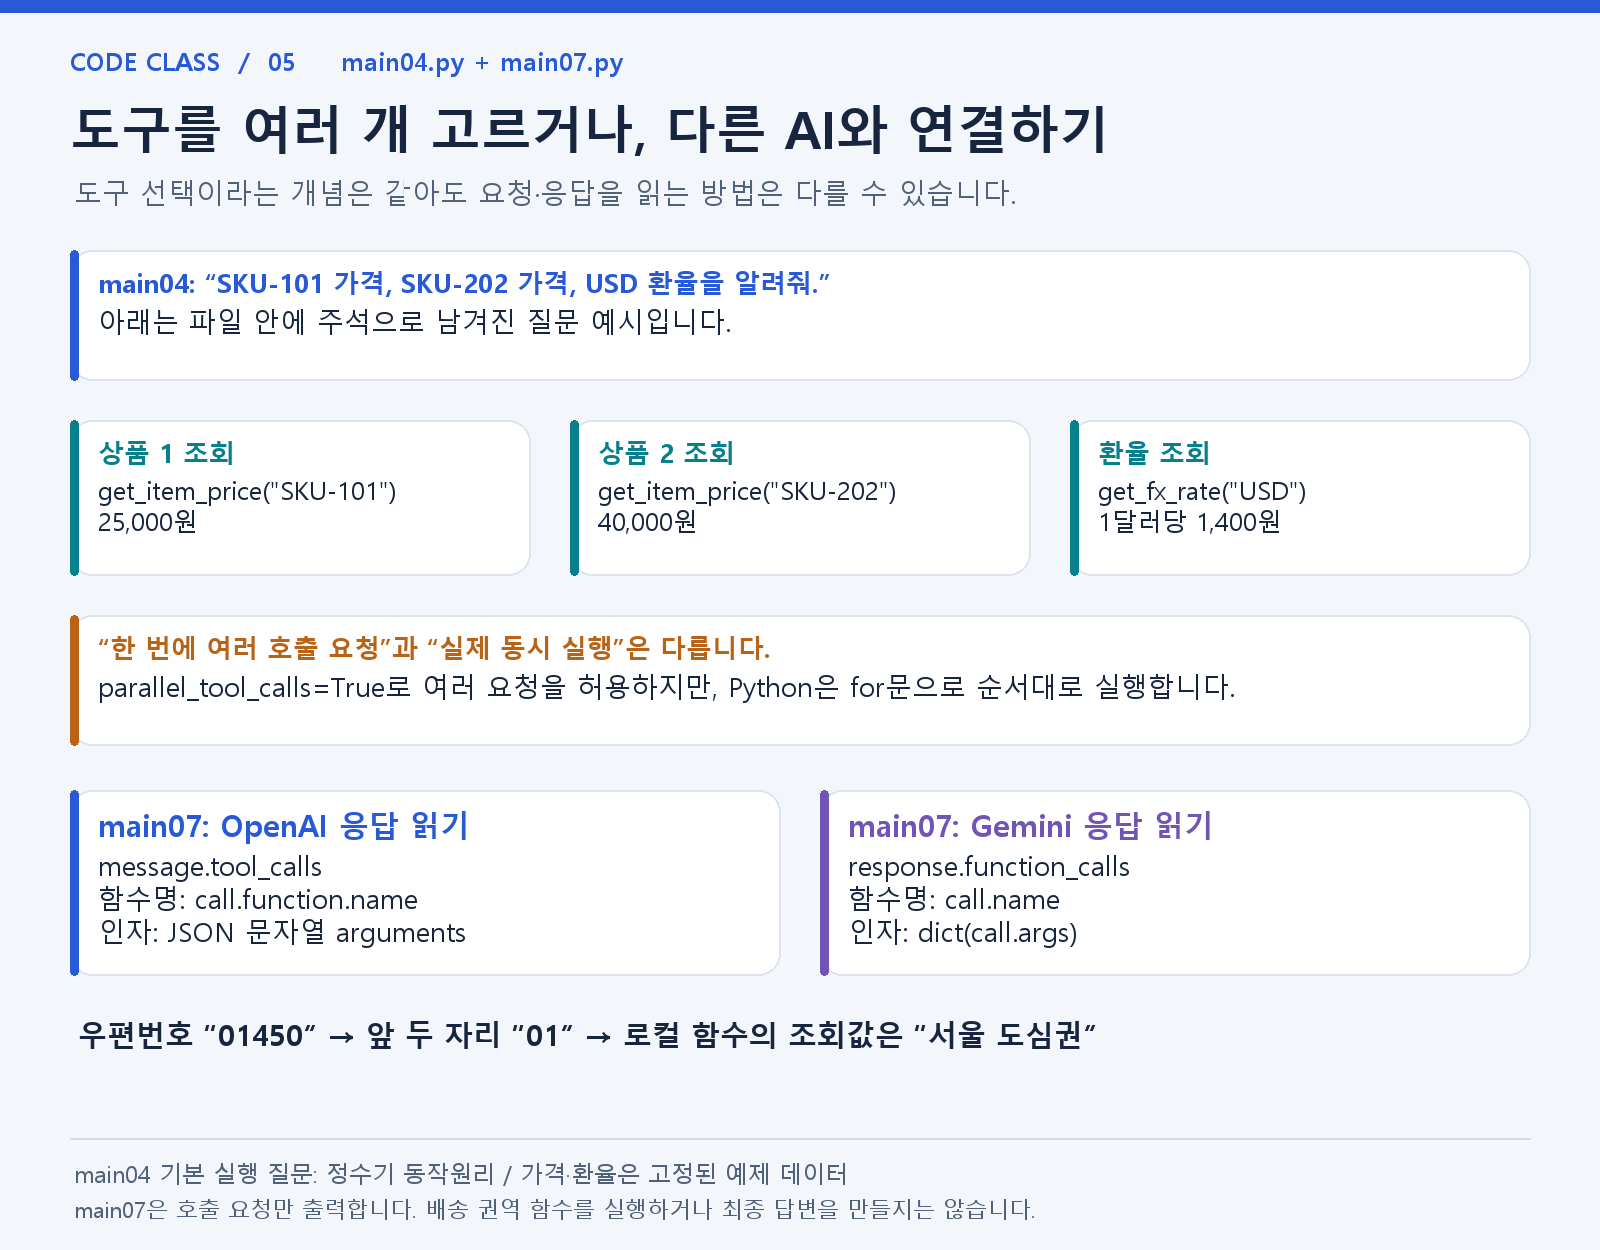 CODE CLASS / 05 main04.py + main07.py
도구를 여러 개 고르거나, 다른 AI와 연결하기
도구 선택이라는 개념은 같아도 요청·응답을 읽는 방법은 다를 수 있습니다.
main04: “SKU-101 가격, SKU-202 가격, USD 환율을 알려줘.”
아래는 파일 안에 주석으로 남겨진 질문 예시입니다.
상품 1 조회
get_item_price("SKU-101")
25,000원
상품 2 조회
get_item_price("SKU-202")
40,000원
환율 조회
get_fx_rate("USD")
1달러당 1,400원
“한 번에 여러 호출 요청”과 “실제 동시 실행”은 다릅니다.
parallel_tool_calls=True로 여러 요청을 허용하지만, Python은 for문으로 순서대로 실행합니다.
main07: OpenAI 응답 읽기
message.tool_calls
함수명: call.function.name
인자: JSON 문자열 arguments
main07: Gemini 응답 읽기
response.function_calls
함수명: call.name
인자: dict(call.args)
우편번호 “01450” → 앞 두 자리 “01” → 로컬 함수의 조회값은 “서울 도심권”
main04 기본 실행 질문: 정수기 동작원리 / 가격·환율은 고정된 예제 데이터
main07은 호출 요청만 출력합니다. 배송 권역 함수를 실행하거나 최종 답변을 만들지는 않습니다.